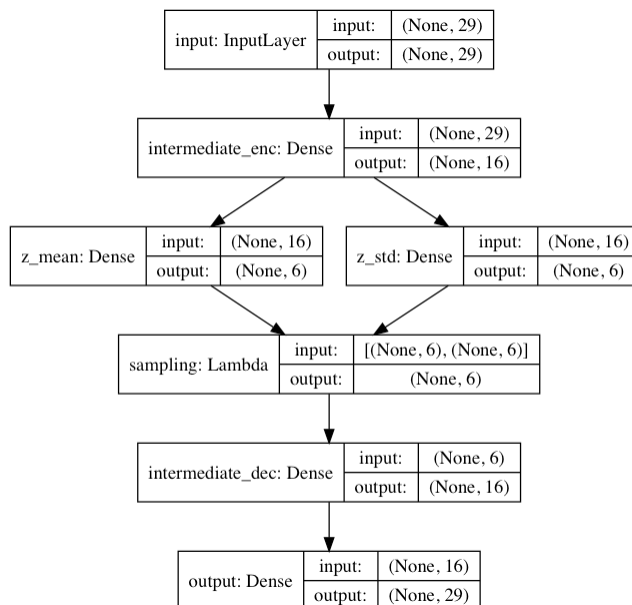 input: InputLayer
input: (None, 29)
output: (None, 29)
intermediate_enc: Dense
input: (None, 29)
output: (None, 16)
z_mean: Dense
input: (None, 16)
output: (None, 6)
z_std: Dense
input: (None, 16)
output: (None, 6)
sampling: Lambda
input: [(None, 6), (None, 6)]
output: (None, 6)
intermediate_dec: Dense
input: (None, 6)
output: (None, 16)
output: Dense
input: (None, 16)
output: (None, 29)